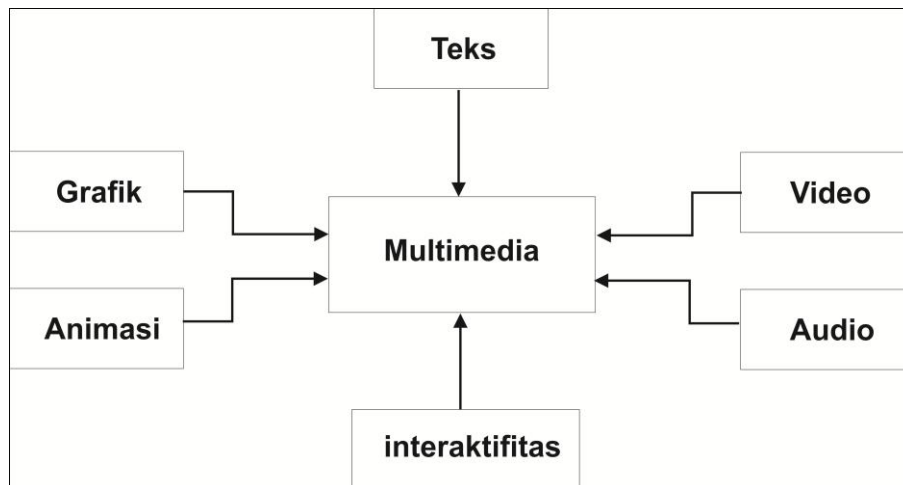 Teks
Grafik
Video
Multimedia
Animasi
Audio
interaktifitas